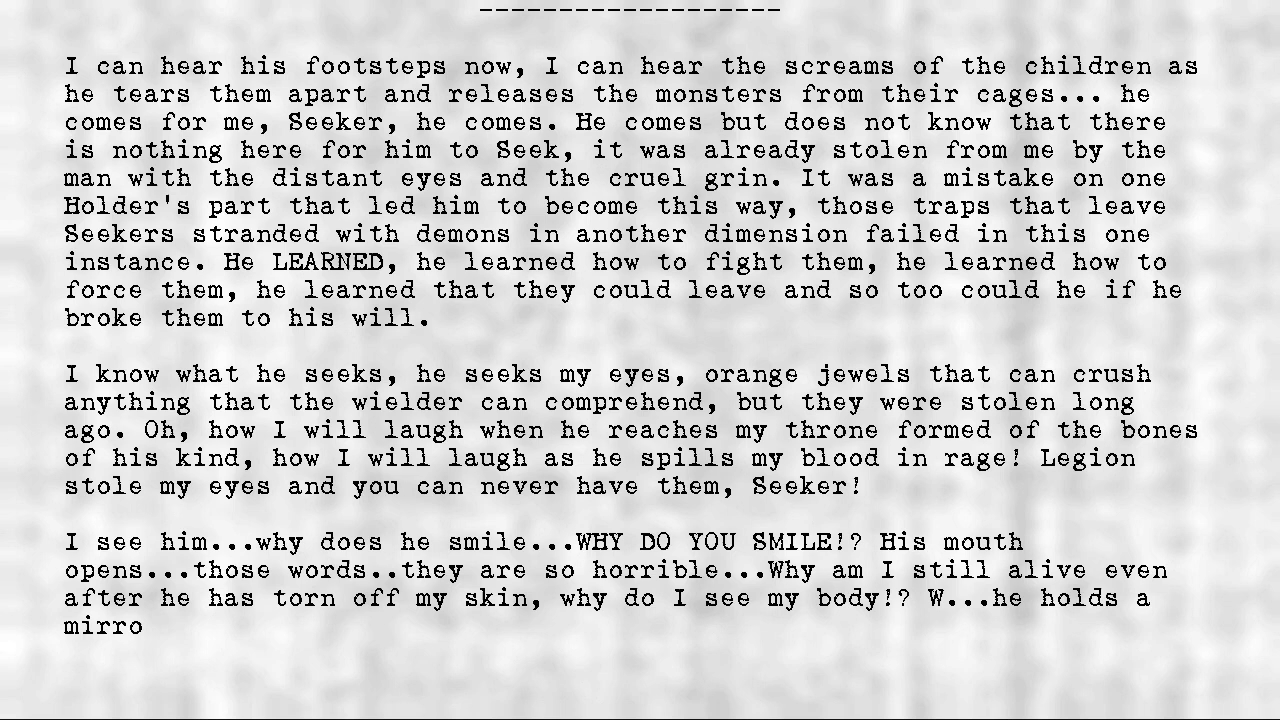 -------------------
I can hear his footsteps now, I can hear the screams of the children as
he tears them apart and releases the monsters from their cages... he
comes for me, Seeker, he comes. He comes but does not know that there
is nothing here for him to Seek, it was already stolen from me by the
man with the distant eyes and the cruel grin. It was a mistake on one
Holder's part that led him to become this way, those traps that leave
Seekers stranded with demons in another dimension failed in this one
instance. He LEARNED, he learned how to fight them, he learned how to
force them, he learned that they could leave and so too could he if he
broke them to his will.
I know what he seeks, he seeks my eyes, orange jewels that can crush
anything that the wielder can comprehend, but they were stolen long
ago. Oh, how I will laugh when he reaches my throne formed of the bones
of his kind, how I will laugh as he spills my blood in rage! Legion
stole my eyes and you can never have them, Seeker!
I see him...why does he smile...WHY DO YOU SMILE!? His mouth
opens...those words..they are so horrible...Why am I still alive even
after he has torn off my skin, why do I see my body!? W...he holds a
mirro